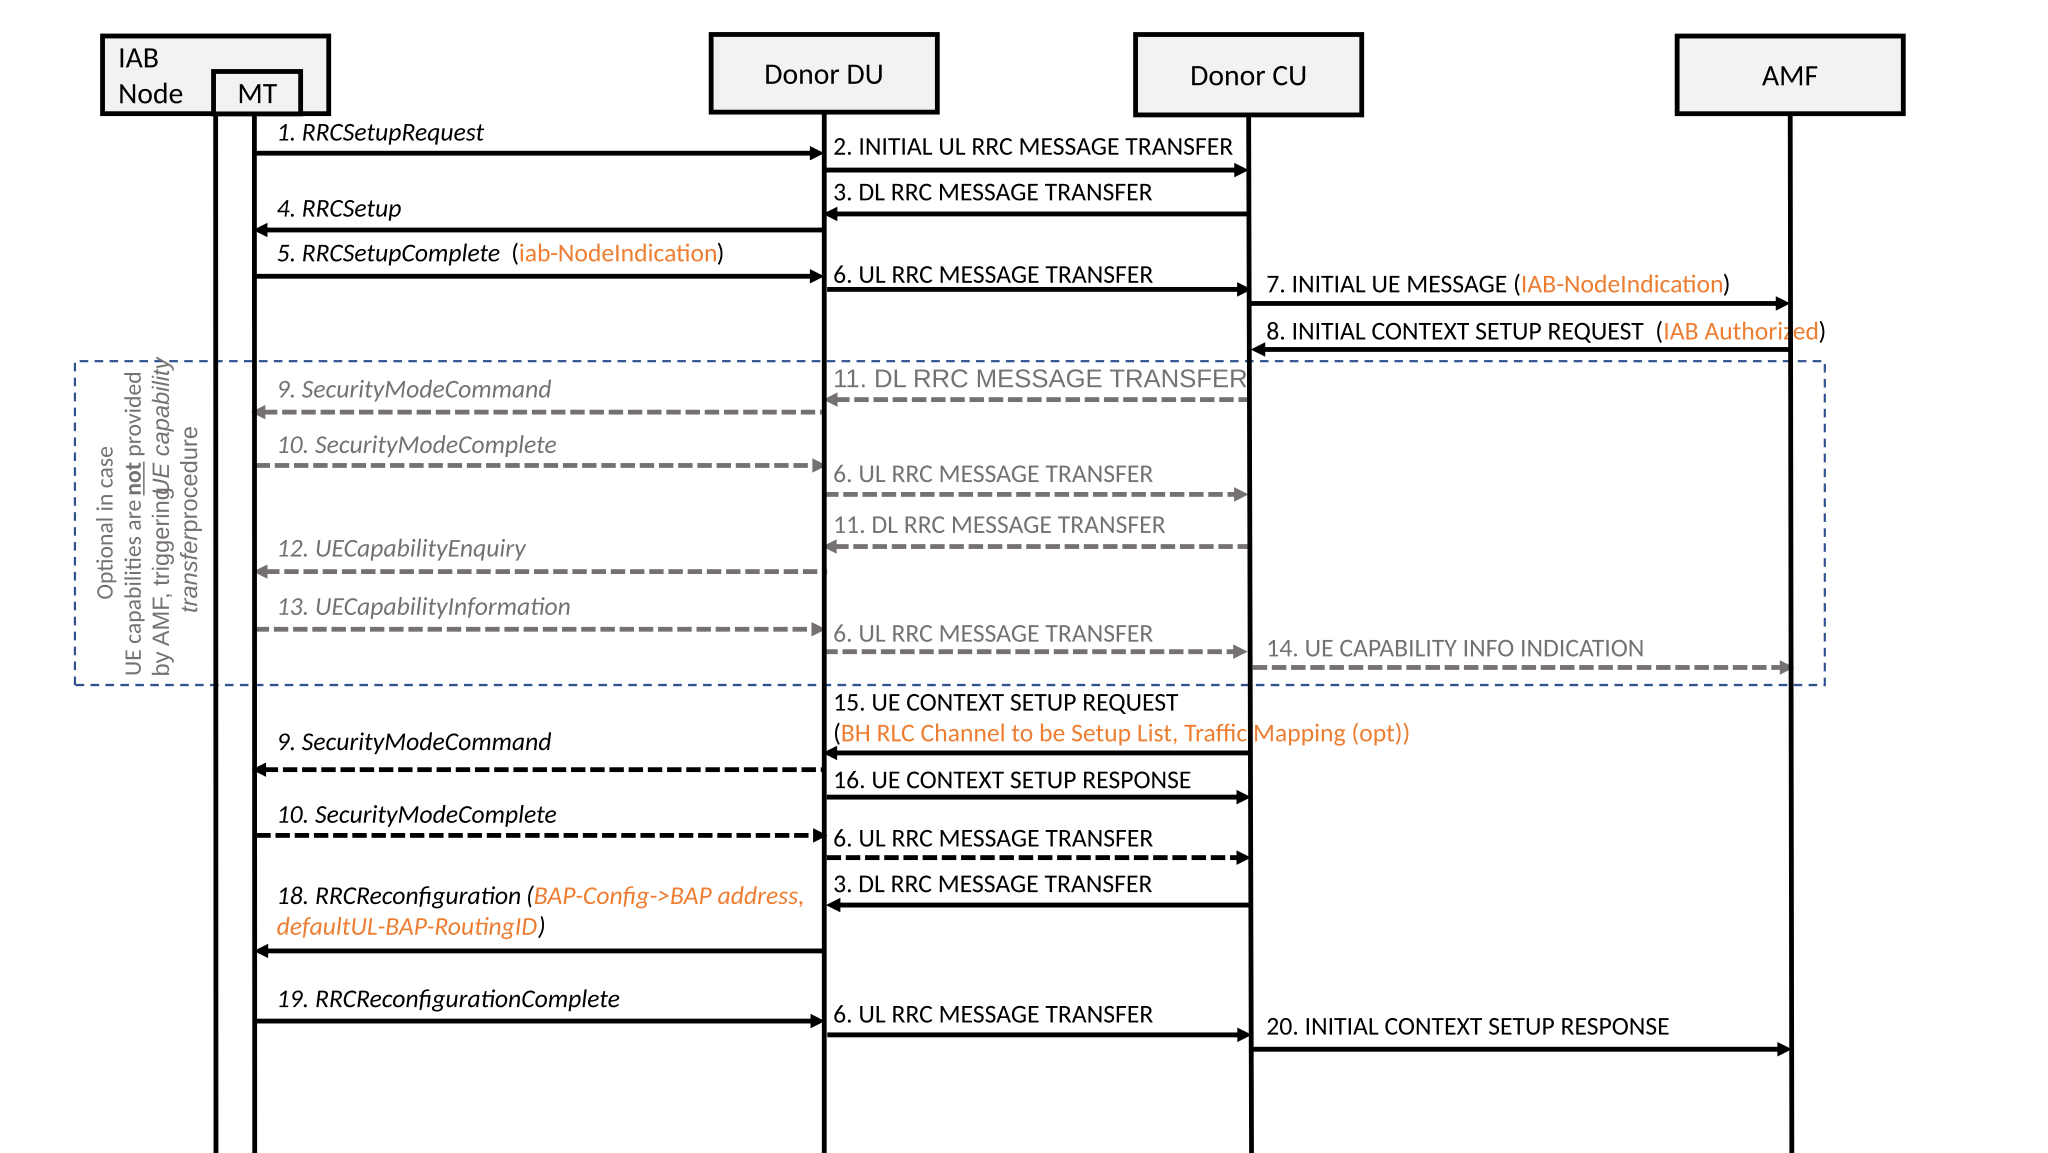 IAB
Node
MT
Donor DU
Donor CU
AMF
1. RRCSetupRequest
2. INITIAL UL RRC MESSAGE TRANSFER
3. DL RRC MESSAGE TRANSFER
4. RRCSetup
5. RRCSetupComplete (iab-NodeIndication)
6. UL RRC MESSAGE TRANSFER
7. INITIAL UE MESSAGE (IAB-NodeIndication)
8. INITIAL CONTEXT SETUP REQUEST (IAB Authorized)
Optional in case
UE capabilities are not provided
by AMF, triggering UE capability
transfer procedure
11. DL RRC MESSAGE TRANSFER
9. SecurityModeCommand
10. SecurityModeComplete
6. UL RRC MESSAGE TRANSFER
11. DL RRC MESSAGE TRANSFER
12. UECapabilityEnquiry
13. UECapabilityInformation
6. UL RRC MESSAGE TRANSFER
14. UE CAPABILITY INFO INDICATION
15. UE CONTEXT SETUP REQUEST
(BH RLC Channel to be Setup List, Traffic Mapping (opt))
9. SecurityModeCommand
16. UE CONTEXT SETUP RESPONSE
10. SecurityModeComplete
6. UL RRC MESSAGE TRANSFER
3. DL RRC MESSAGE TRANSFER
18. RRCReconfiguration (BAP-Config->BAP address,
defaultUL-BAP-RoutingID)
19. RRCReconfigurationComplete
6. UL RRC MESSAGE TRANSFER
20. INITIAL CONTEXT SETUP RESPONSE